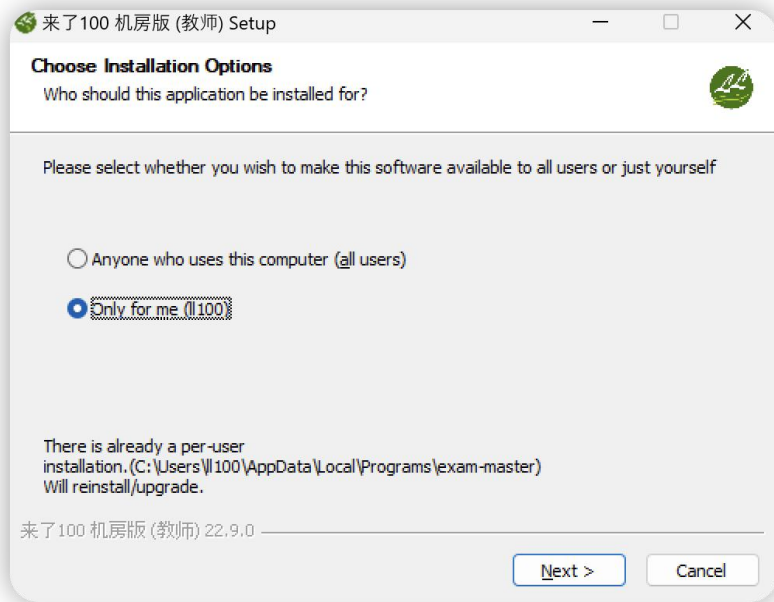 来了100 机房版 (教师) Setup
Choose Installation Options
Who should this application be installed for?
Please select whether you wish to make this software available to all users or just yourself
Anyone who uses this computer (all users)
Only for me (ll100)
There is already a per-user
installation.(C:\Users\ll100\AppData\Local\Programs\exam-master)
Will reinstall/upgrade.
来了100 机房版 (教师) 22.9.0
Next >
Cancel